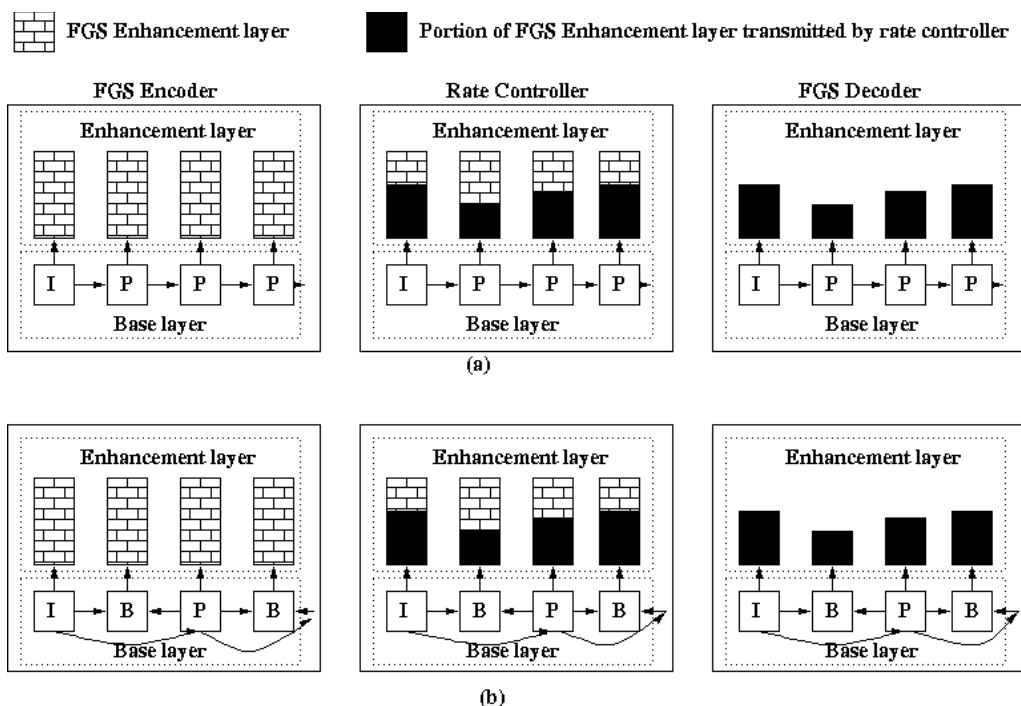 FGS Enhancement layer
Portion of FGS Enhancement layer transmitted by rate controller
FGS Encoder
Rate Controller
FGS Decoder
Enhancement layer
Enhancement layer
Enhancement layer
I P P P
I P P P
I P P P
Base layer
Base layer
Base layer
(a)
Enhancement layer
Enhancement layer
Enhancement layer
I B P B
I B P B
I B P B
Base layer
Base layer
Base layer
(b)